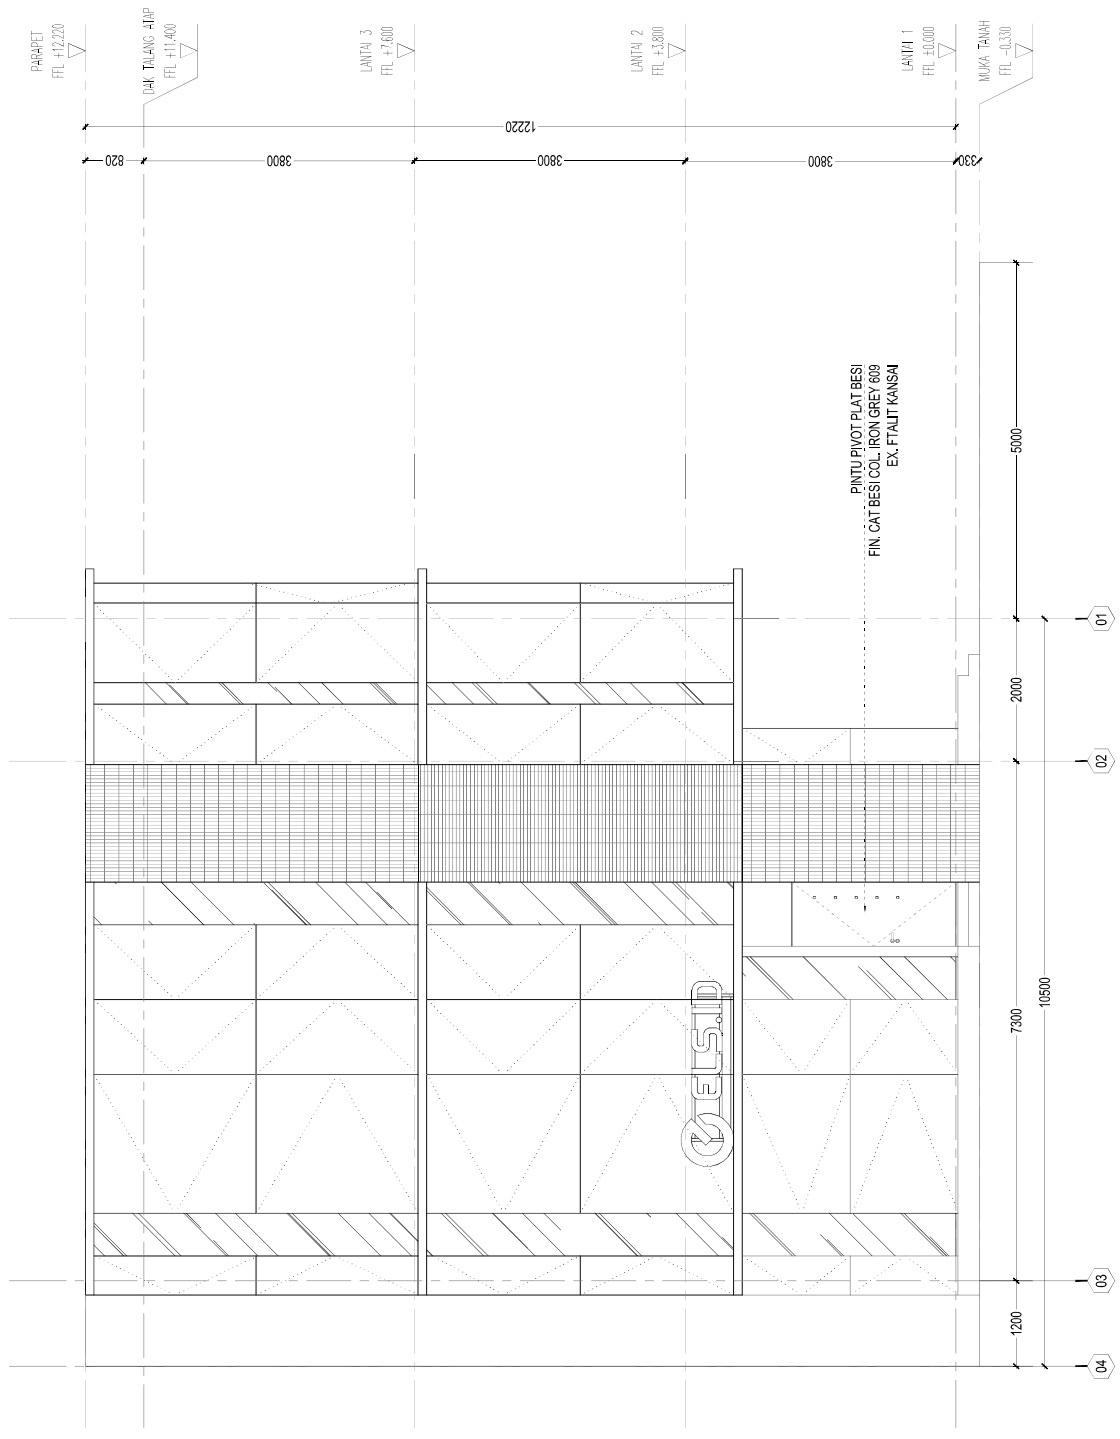 PARAPET
FFL +12.220
DAK TALANG ATAP
FFL +11.400
LANTAI 3
FFL +7.600
LANTAI 2
FFL +3.800
LANTAI 1
FFL ±0.000
MUKA TANAH
FFL -0.330
12220
820
3800
3800
3800
330
PINTU PIVOT PLAT BESI
FIN. CAT BESI COL. IRON GREY 609
EX. FTALIT KANSAI
ELS.ID
5000
2000
7300
1200
10500
01
02
03
04